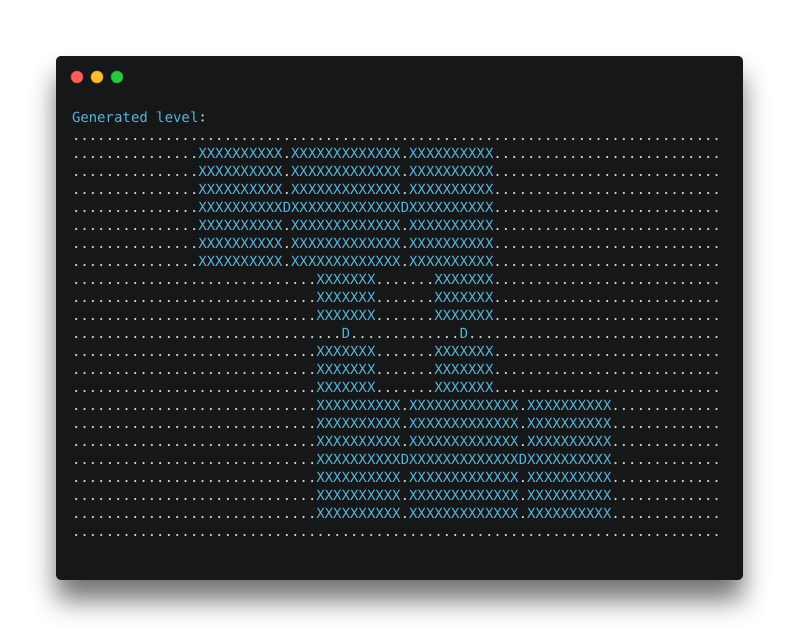 Generated level:
.............................................................................
...............XXXXXXXXXX.XXXXXXXXXXXXX.XXXXXXXXXX...........................
...............XXXXXXXXXX.XXXXXXXXXXXXX.XXXXXXXXXX...........................
...............XXXXXXXXXX.XXXXXXXXXXXXX.XXXXXXXXXX...........................
...............XXXXXXXXXXDXXXXXXXXXXXXXDXXXXXXXXXX...........................
...............XXXXXXXXXX.XXXXXXXXXXXXX.XXXXXXXXXX...........................
...............XXXXXXXXXX.XXXXXXXXXXXXX.XXXXXXXXXX...........................
...............XXXXXXXXXX.XXXXXXXXXXXXX.XXXXXXXXXX...........................
.............................XXXXXXX.......XXXXXXX...........................
.............................XXXXXXX.......XXXXXXX...........................
.............................XXXXXXX.......XXXXXXX...........................
................................D.............D..............................
.............................XXXXXXX.......XXXXXXX...........................
.............................XXXXXXX.......XXXXXXX...........................
.............................XXXXXXX.......XXXXXXX...........................
.............................XXXXXXXXXX.XXXXXXXXXXXXX.XXXXXXXXXX.............
.............................XXXXXXXXXX.XXXXXXXXXXXXX.XXXXXXXXXX.............
.............................XXXXXXXXXX.XXXXXXXXXXXXX.XXXXXXXXXX.............
.............................XXXXXXXXXXDXXXXXXXXXXXXXDXXXXXXXXXX.............
.............................XXXXXXXXXX.XXXXXXXXXXXXX.XXXXXXXXXX.............
.............................XXXXXXXXXX.XXXXXXXXXXXXX.XXXXXXXXXX.............
.............................XXXXXXXXXX.XXXXXXXXXXXXX.XXXXXXXXXX.............
.............................................................................